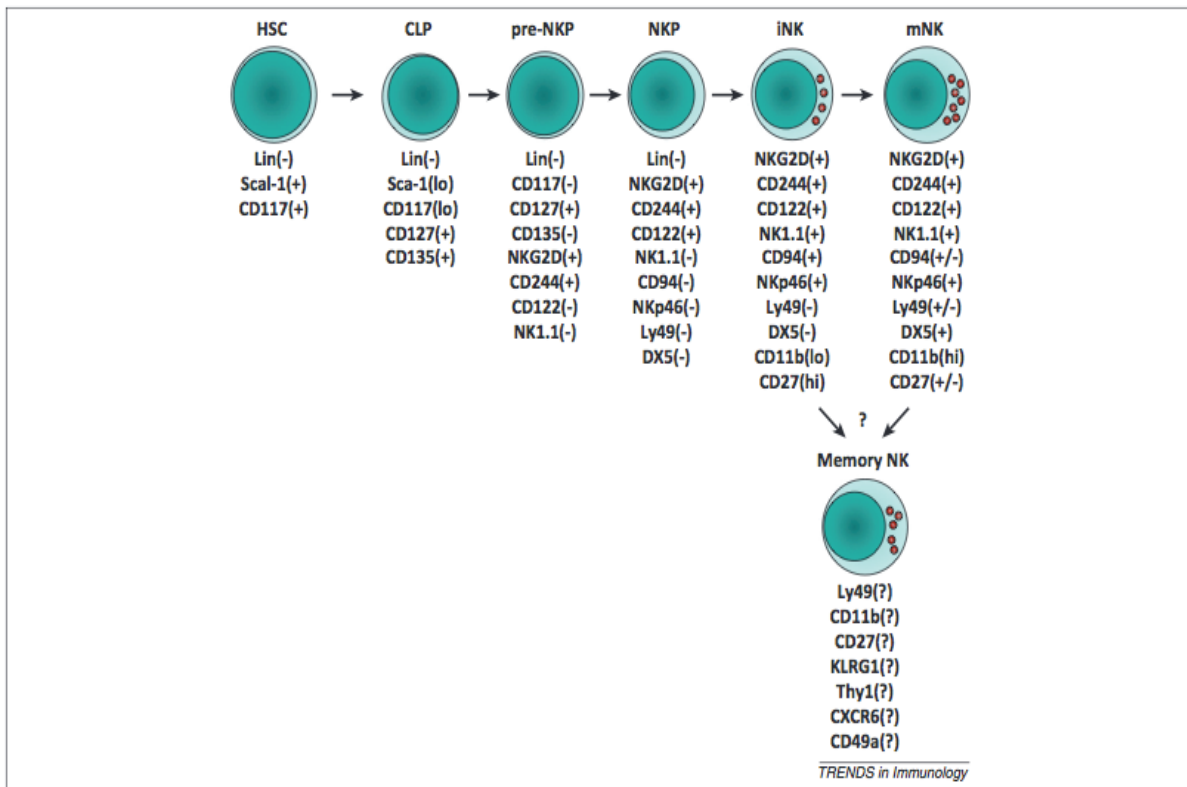 HSC
Lin(-)
Scal-1(+)
CD117(+)
CLP
Lin(-)
Sca-1(lo)
CD117(lo)
CD127(+)
CD135(+)
pre-NKP
Lin(-)
CD117(-)
CD127(+)
CD135(-)
NKG2D(+)
CD244(+)
CD122(-)
NK1.1(-)
NKP
Lin(-)
NKG2D(+)
CD244(+)
CD122(+)
NK1.1(-)
CD94(-)
NKp46(-)
Ly49(-)
DX5(-)
iNK
NKG2D(+)
CD244(+)
CD122(+)
NK1.1(+)
CD94(+)
NKp46(+)
Ly49(-)
DX5(-)
CD11b(lo)
CD27(hi)
mNK
NKG2D(+)
CD244(+)
CD122(+)
NK1.1(+)
CD94(+/-)
NKp46(+)
Ly49(+/-)
DX5(+)
CD11b(hi)
CD27(+/-)
?
Memory NK
Ly49(?)
CD11b(?)
CD27(?)
KLRG1(?)
Thy1(?)
CXCR6(?)
CD49a(?)
TRENDS in Immunology